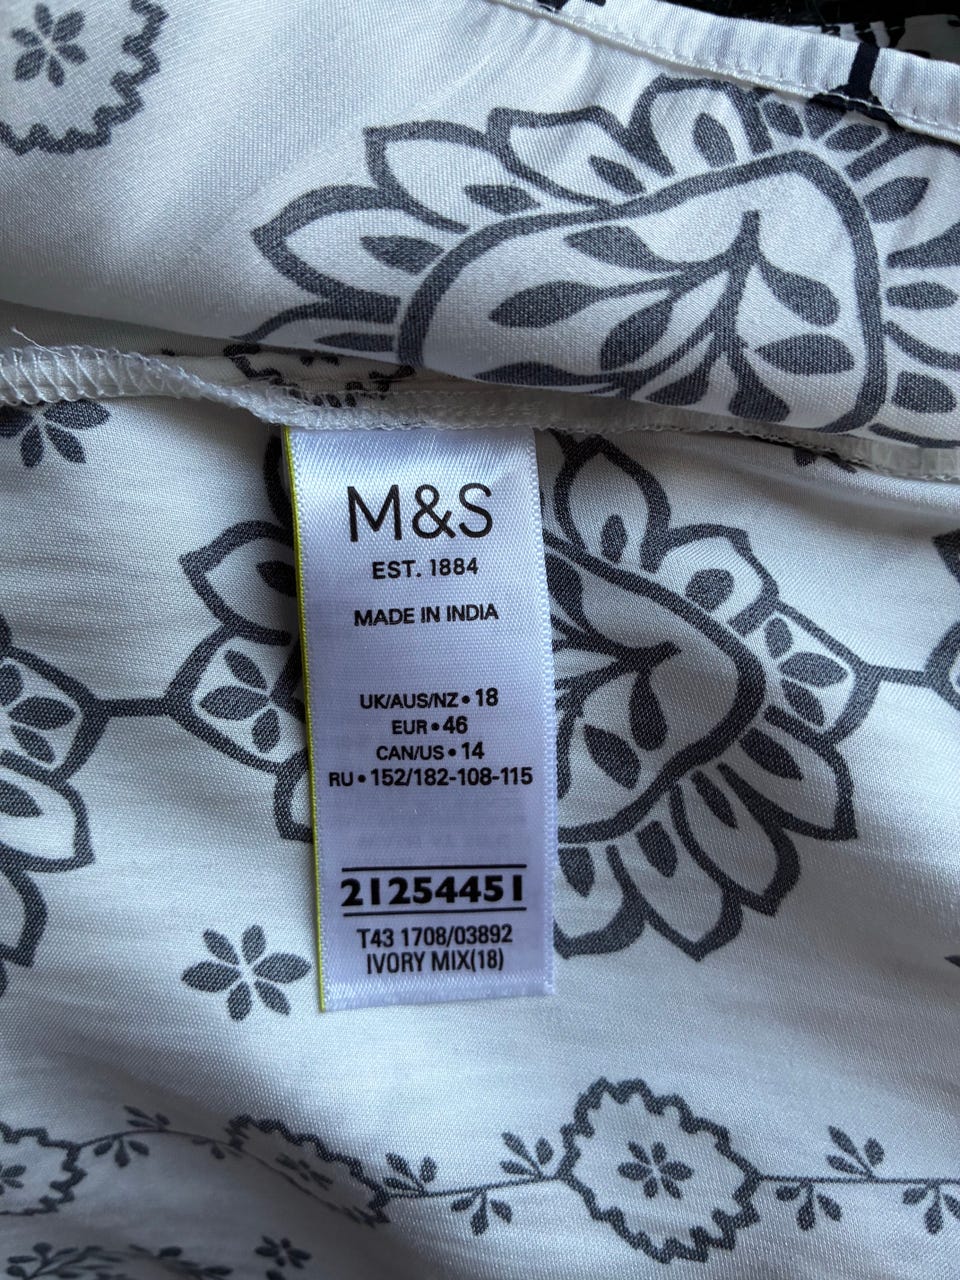 M&S
EST. 1884
MADE IN INDIA
UK/AUS/NZ • 18
EUR • 46
CAN/US • 14
RU • 152/182-108-115
21254451
T43 1708/03892
IVORY MIX(18)